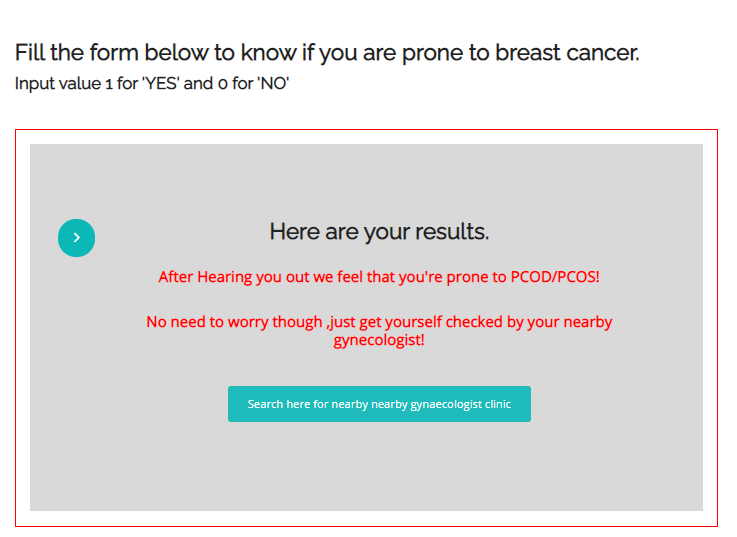 Fill the form below to know if you are prone to breast cancer.
Input value 1 for 'YES' and 0 for 'NO'
Here are your results.
After Hearing you out we feel that you're prone to PCOD/PCOS!
No need to worry though ,just get yourself checked by your nearby
gynecologist!
Search here for nearby nearby gynaecologist clinic